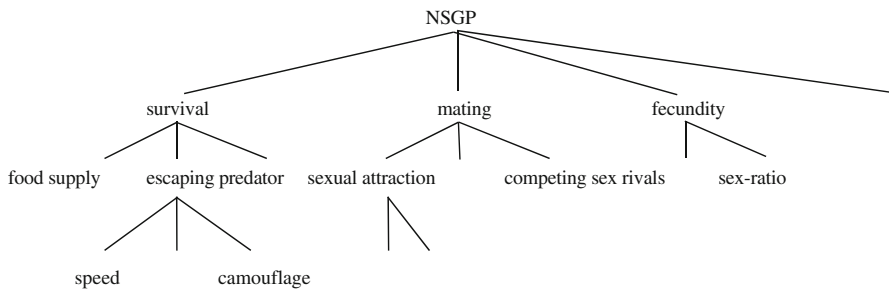 NSGP
survival mating fecundity
food supply escaping predator sexual attraction competing sex rivals sex-ratio
speed camouflage